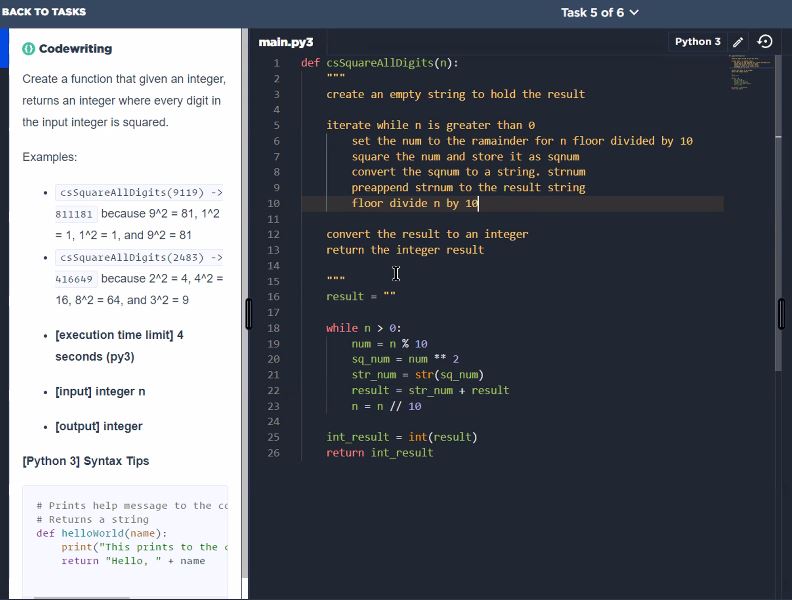 BACK TO TASKS
Task 5 of 6
Codewriting
Create a function that given an integer,
returns an integer where every digit in
the input integer is squared.
Examples:
csSquareAllDigits(9119) ->
811181 because 9^2 = 81, 1^2
= 1, 1^2 = 1, and 9^2 = 81
csSquareAllDigits(2483) ->
416649 because 2^2 = 4, 4^2 =
16, 8^2 = 64, and 3^2 = 9
[execution time limit] 4
seconds (py3)
[input] integer n
[output] integer
[Python 3] Syntax Tips
# Prints help message to the co
# Returns a string
def helloWorld(name):
print("This prints to the c
return "Hello, " + name
main.py3
Python 3
1 def csSquareAllDigits(n):
2 """
3 create an empty string to hold the result
4
5 iterate while n is greater than 0
6 set the num to the ramainder for n floor divided by 10
7 square the num and store it as sqnum
8 convert the sqnum to a string. strnum
9 preappend strnum to the result string
10 floor divide n by 10
11
12 convert the result to an integer
13 return the integer result
14
15 """
16 result = ""
17
18 while n > 0:
19 num = n % 10
20 sq_num = num ** 2
21 str_num = str(sq_num)
22 result = str_num + result
23 n = n // 10
24
25 int_result = int(result)
26 return int_result